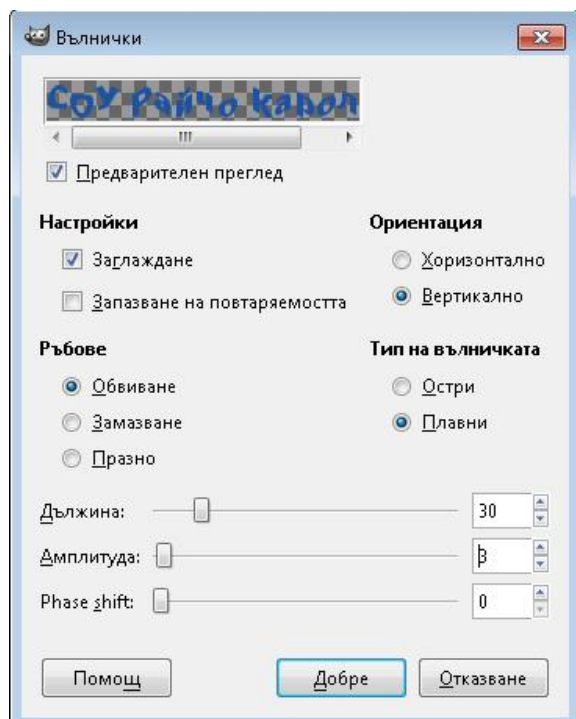 Вълнички
СОУ Райчо Карол
Предварителен преглед
Настройки
Ориентация
Заглаждане
Хоризонтално
Запазване на повтаряемостта
Вертикално
Ръбове
Тип на вълничката
Обвиване
Остри
Замазване
Плавни
Празно
Дължина: 30
Амплитуда: 3
Phase shift: 0
Помощ Добре Отказване